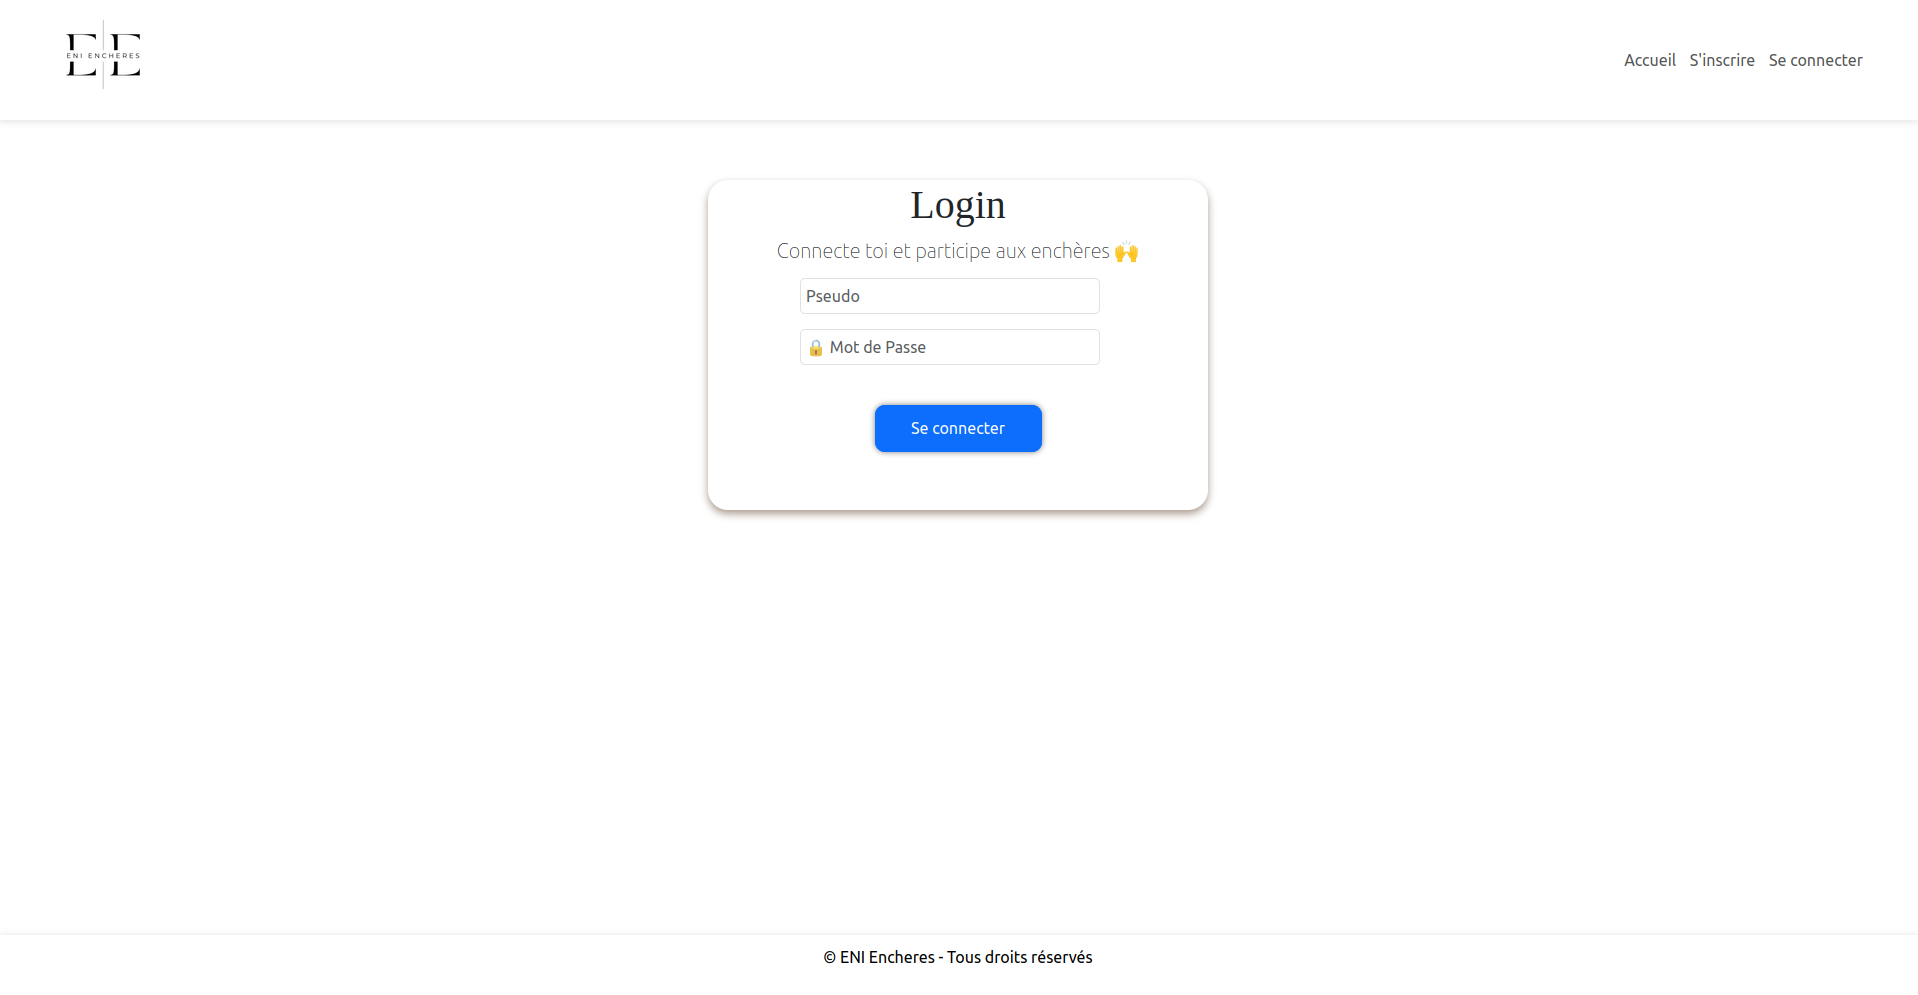 ENI ENCHERES
Accueil S'inscrire Se connecter
Login
Connecte toi et participe aux enchères 🙌
Pseudo
🔒 Mot de Passe
Se connecter
© ENI Encheres - Tous droits réservés